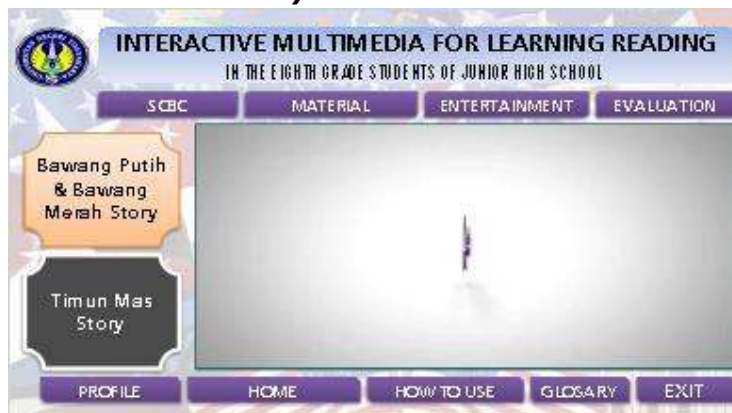 INTERACTIVE MULTIMEDIA FOR LEARNING READING
IN THE EIGHTH GRADE STUDENTS OF JUNIOR HIGH SCHOOL
SCBC
MATERIAL
ENTERTAINMENT
EVALUATION
Bawang Putih
& Bawang
Merah Story
Timun Mas
Story
PROFILE
HOME
HOW TO USE
GLOSARY
EXIT